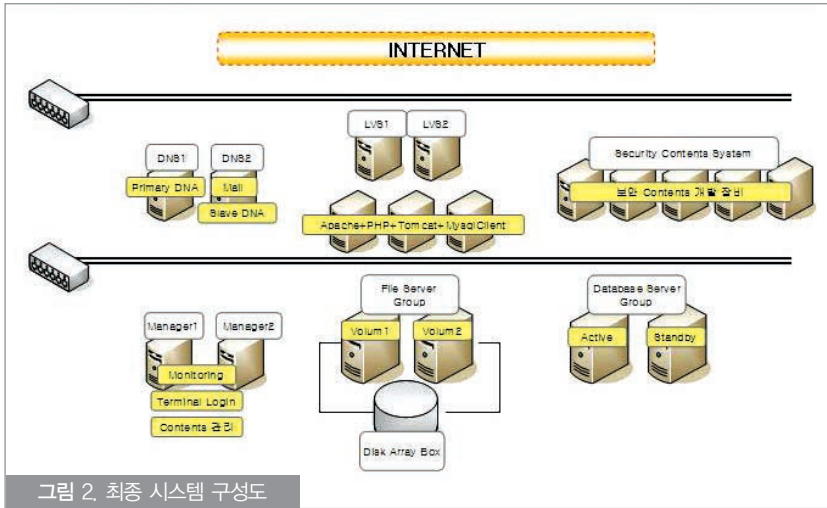 INTERNET
LVS1
LVS2
DNS1
DNS2
Security Contents System
Primary DNA
Mail
보안 Contents 개발 장비
Slave DNA
Apache+PHP+Tomcat+MysqlClient
File Server
Group
Database Server
Group
Manager1
Manager2
Volum1
Volum2
Active
Standby
Monitoring
Terminal Login
Contents 관리
Disk Array Box
그림 2. 최종 시스템 구성도